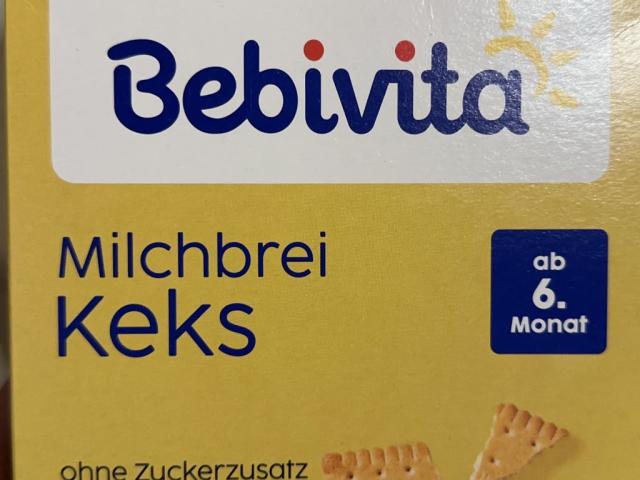 Bebivita
Milchbrei
Keks
ab
6.
Monat
ohne Zuckerzusatz